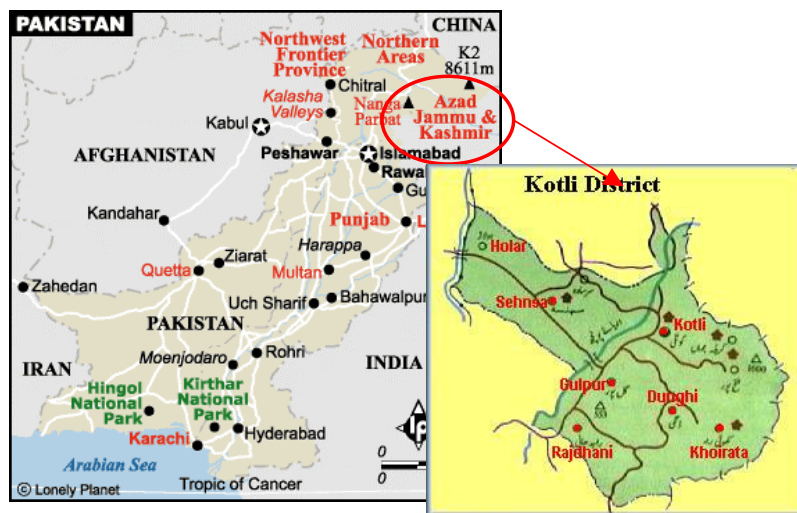 PAKISTAN
CHINA
Northwest
Frontier
Province
Northern
Areas
K2
8611m
Chitral
Kalasha
Valleys
Nanga
Parbat
Azad
Jammu &
Kashmir
Kabul
Peshawar
Islamabad
Rawal
Gu
AFGHANISTAN
Kandahar
Punjab
L
Harappa
Ziarat
Quetta
Multan
Zahedan
Uch Sharif
Bahawalpur
PAKISTAN
Moenjodaro
Rohri
IRAN
INDIA
Hingol
National
Park
Kirthar
National
Park
Karachi
Hyderabad
lp
0
0
Arabian Sea
© Lonely Planet
Tropic of Cancer
Kotli District
Holar
Sehnsa
Kotli
Gulpur
Dunghi
Rajdhani
Khoirata